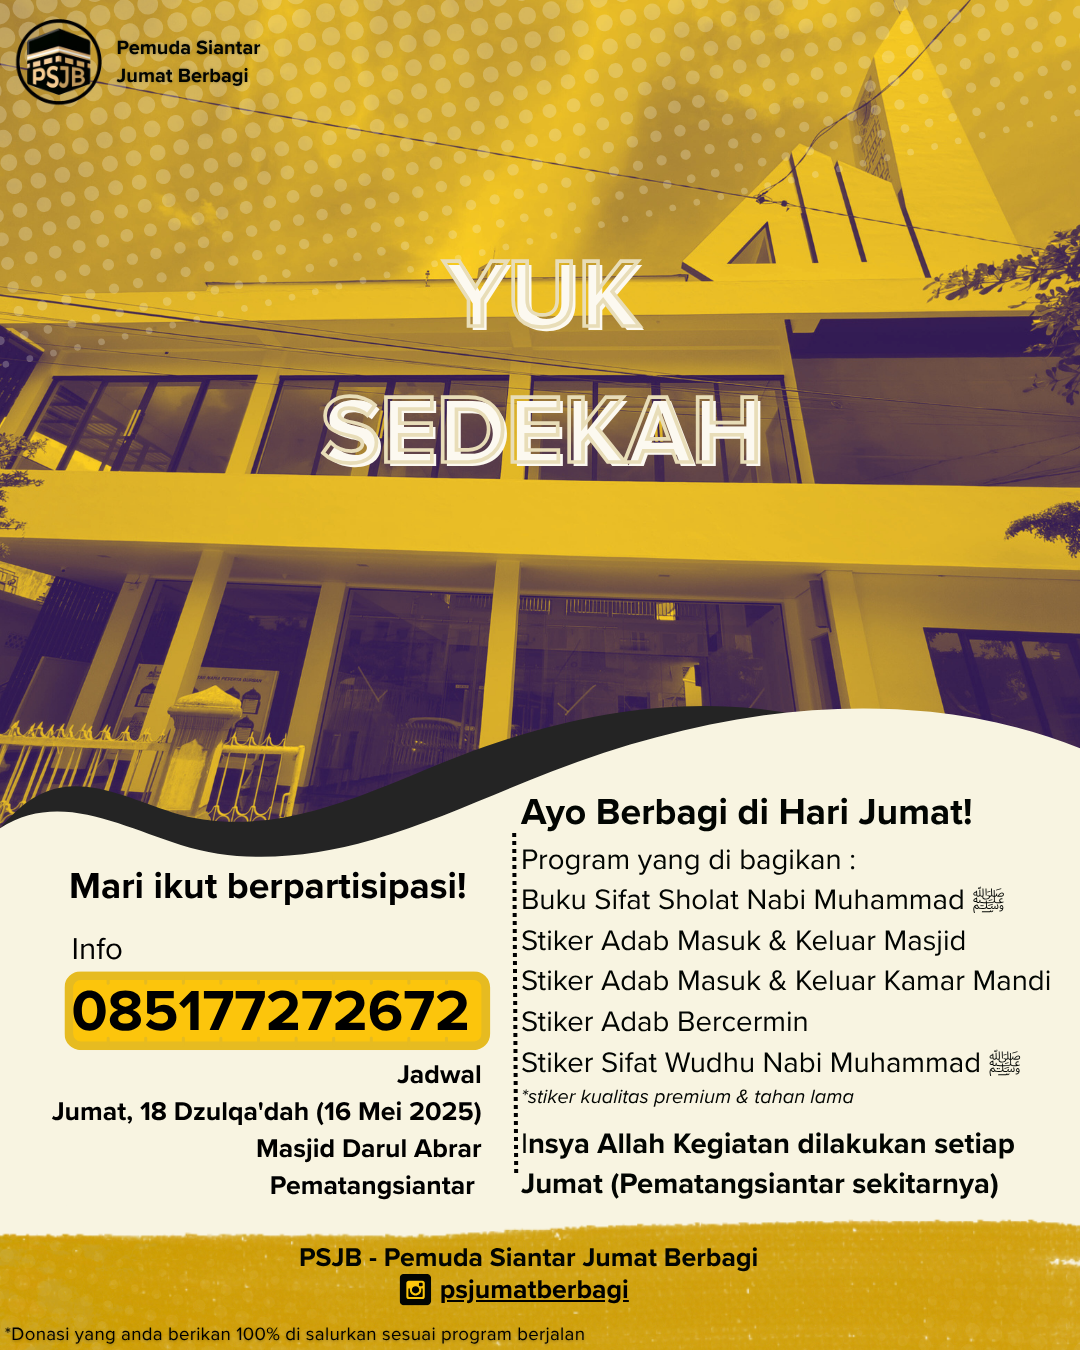 PSJB
Pemuda Siantar
Jumat Berbagi
YUK
SEDEKAH
Mari ikut berpartisipasi!
Info
085177272672
Jadwal
Jumat, 18 Dzulqa'dah (16 Mei 2025)
Masjid Darul Abrar
Pematangsiantar
Ayo Berbagi di Hari Jumat!
Program yang di bagikan :
Buku Sifat Sholat Nabi Muhammad ﷺ
Stiker Adab Masuk & Keluar Masjid
Stiker Adab Masuk & Keluar Kamar Mandi
Stiker Adab Bercermin
Stiker Sifat Wudhu Nabi Muhammad ﷺ
*stiker kualitas premium & tahan lama
Insya Allah Kegiatan dilakukan setiap
Jumat (Pematangsiantar sekitarnya)
PSJB - Pemuda Siantar Jumat Berbagi
psjumatberbagi
*Donasi yang anda berikan 100% di salurkan sesuai program berjalan